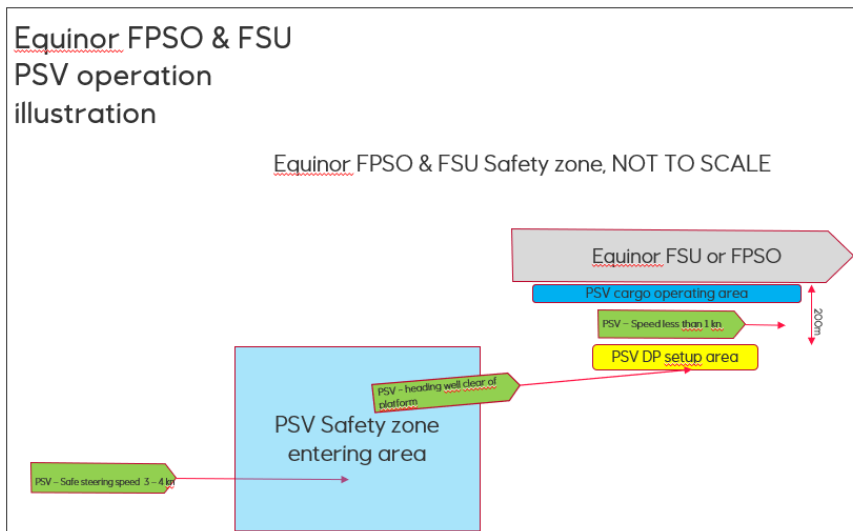 Equinor FPSO & FSU
PSV operation
illustration
Equinor FPSO & FSU Safety zone, NOT TO SCALE
Equinor FSU or FPSO
PSV cargo operating area
PSV – Speed less than 1 kn
200m
PSV DP setup area
PSV – heading well clear of
platform
PSV Safety zone
entering area
PSV – Safe steering speed 3 – 4 kn